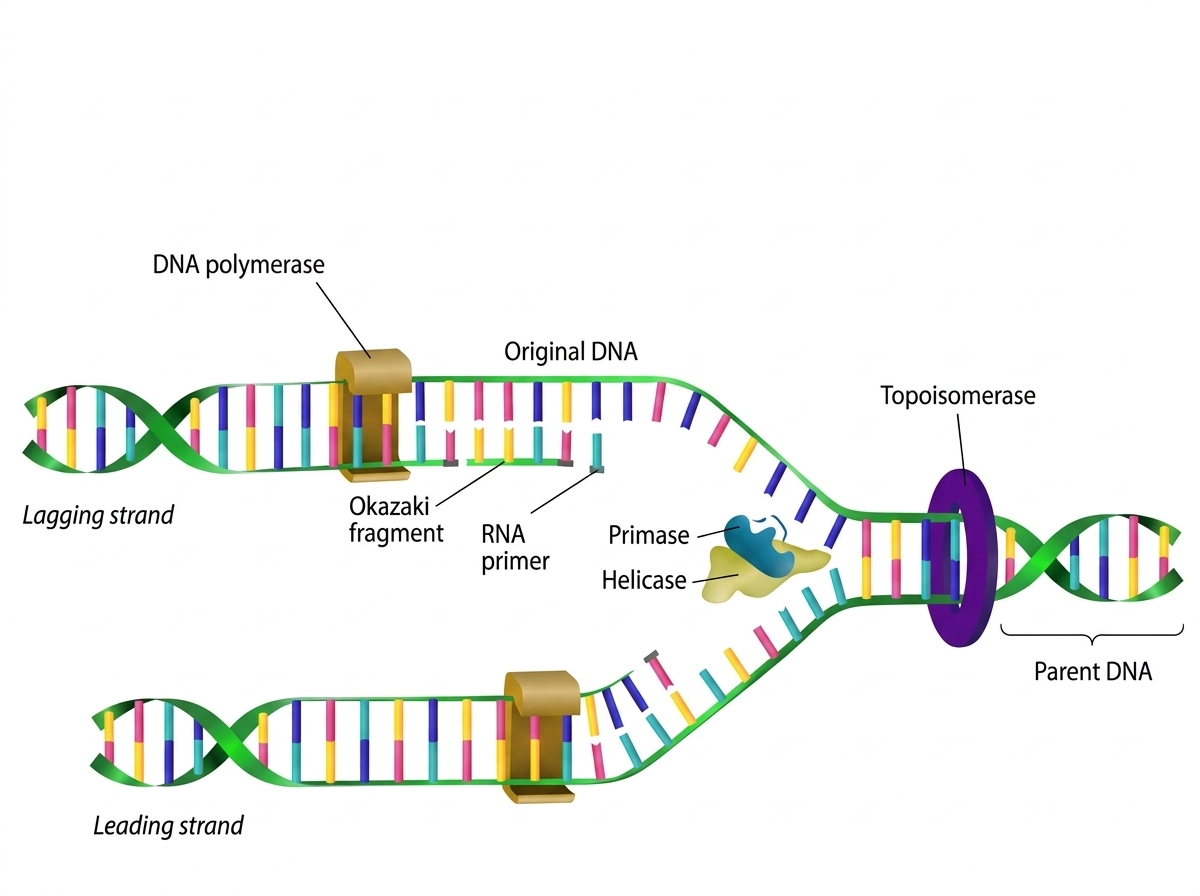 DNA polymerase
Original DNA
Topoisomerase
Lagging strand
Okazaki
fragment
RNA
primer
Primase
Helicase
Parent DNA
Leading strand